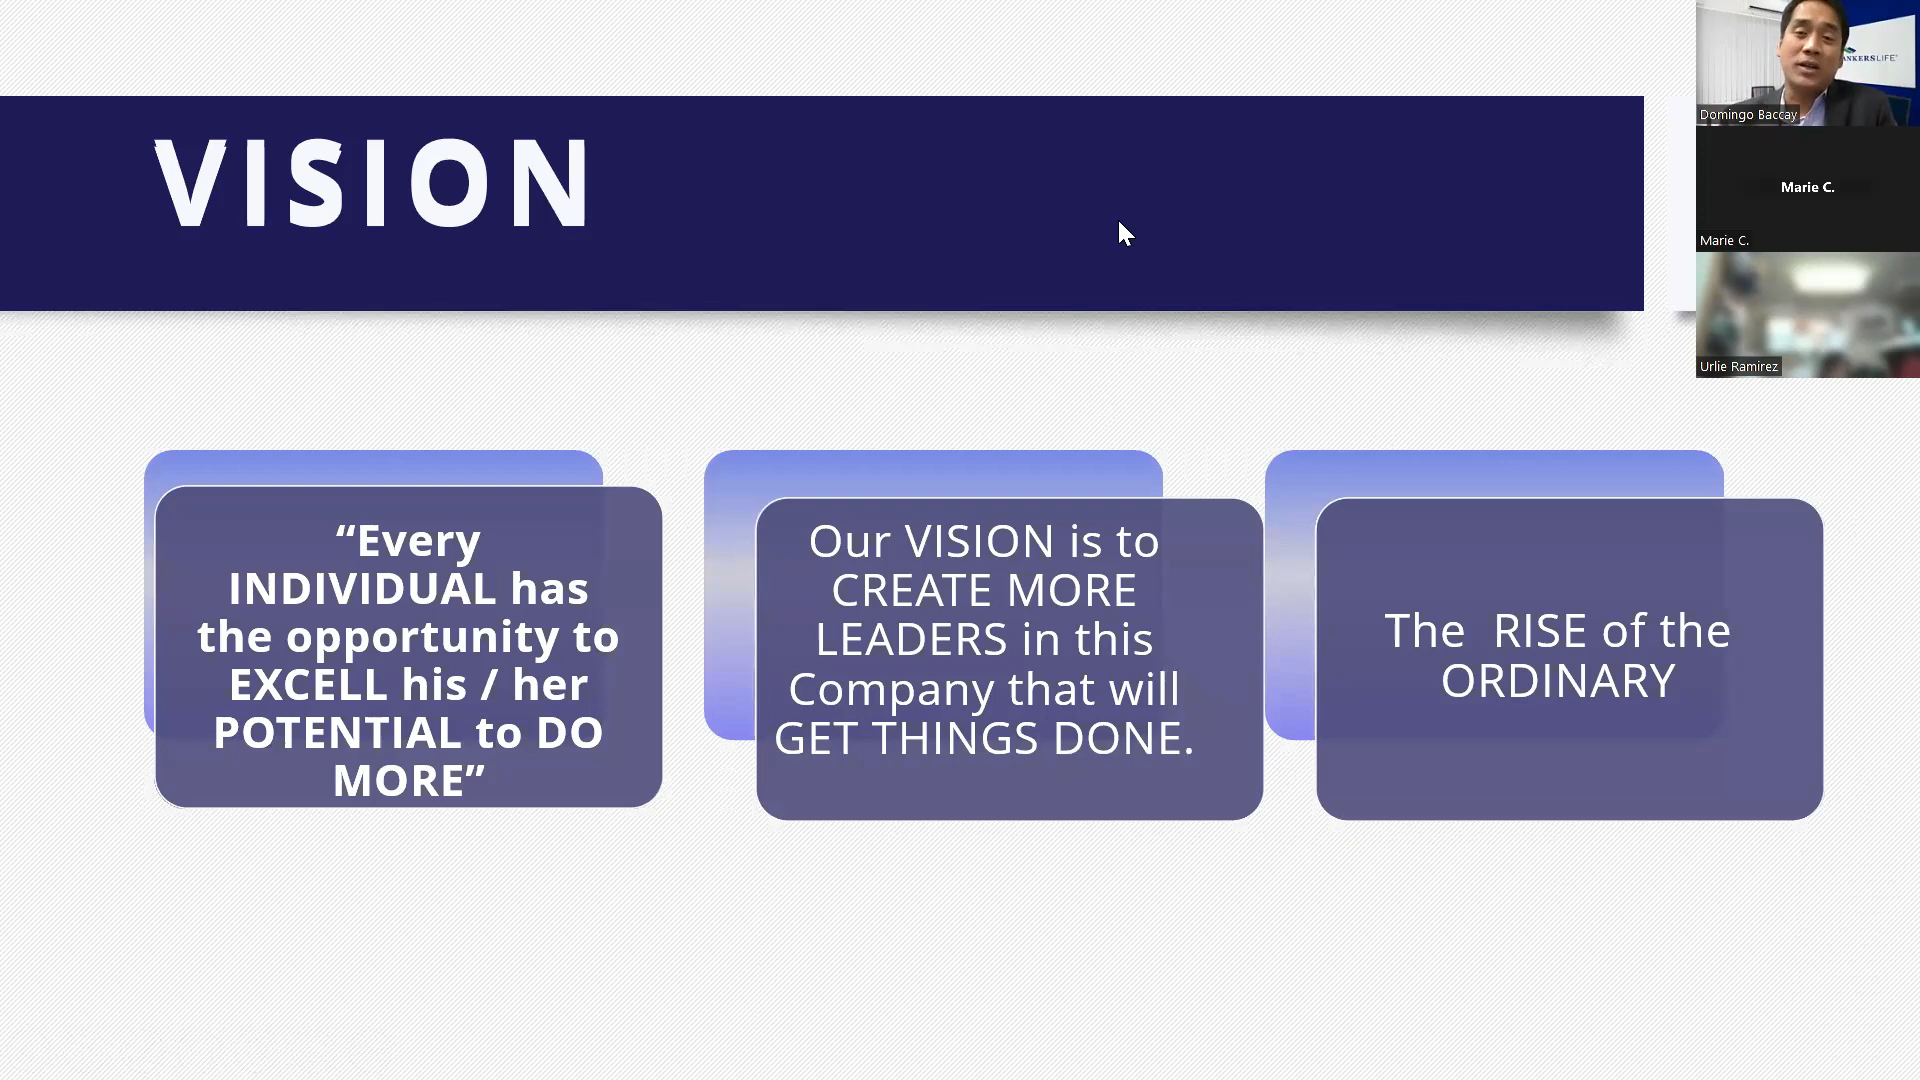 VISION
“Every
INDIVIDUAL has
the opportunity to
EXCELL his / her
POTENTIAL to DO
MORE”
Our VISION is to
CREATE MORE
LEADERS in this
Company that will
GET THINGS DONE.
The RISE of the
ORDINARY
ANKERSLIFE
Domingo Baccay
Marie C.
Marie C.
Urlie Ramirez